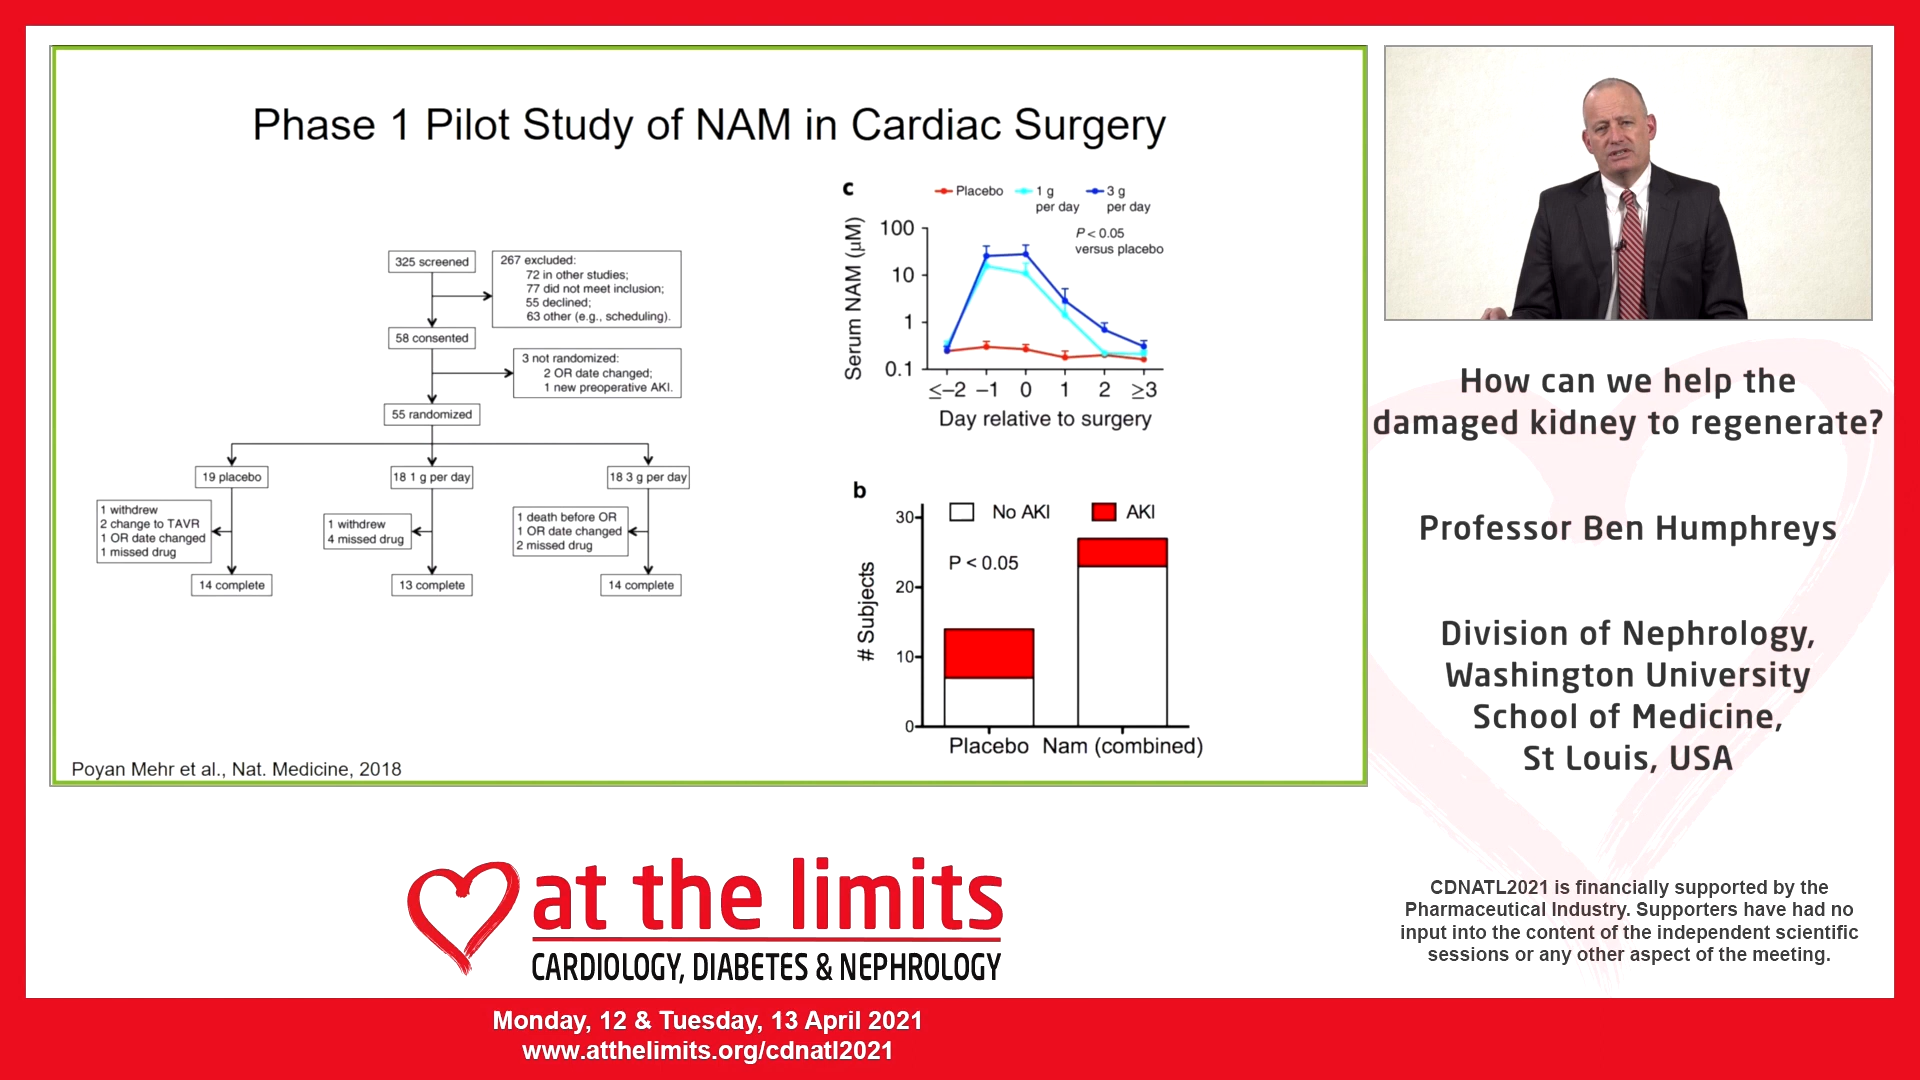 Phase 1 Pilot Study of NAM in Cardiac Surgery
325 screened
267 excluded:
72 in other studies;
77 did not meet inclusion;
55 declined;
63 other (e.g., scheduling).
58 consented
3 not randomized:
2 OR date changed;
1 new preoperative AKI.
55 randomized
19 placebo
18 1 g per day
18 3 g per day
1 withdrew
2 change to TAVR
1 OR date changed
1 missed drug
1 withdrew
4 missed drug
1 death before OR
1 OR date changed
2 missed drug
14 complete
13 complete
14 complete
c
Placebo
1 g
per day
3 g
per day
P < 0.05
versus placebo
Serum NAM (µM)
100
10
1
0.1
≤−2 −1 0 1 2 ≥3
Day relative to surgery
b
No AKI
AKI
P < 0.05
# Subjects
30
20
10
0
Placebo Nam (combined)
Poyan Mehr et al., Nat. Medicine, 2018
How can we help the
damaged kidney to regenerate?
Professor Ben Humphreys
Division of Nephrology,
Washington University
School of Medicine,
St Louis, USA
CDNATL2021 is financially supported by the
Pharmaceutical Industry. Supporters have had no
input into the content of the independent scientific
sessions or any other aspect of the meeting.
at the limits
CARDIOLOGY, DIABETES & NEPHROLOGY
Monday, 12 & Tuesday, 13 April 2021
www.atthelimits.org/cdnatl2021